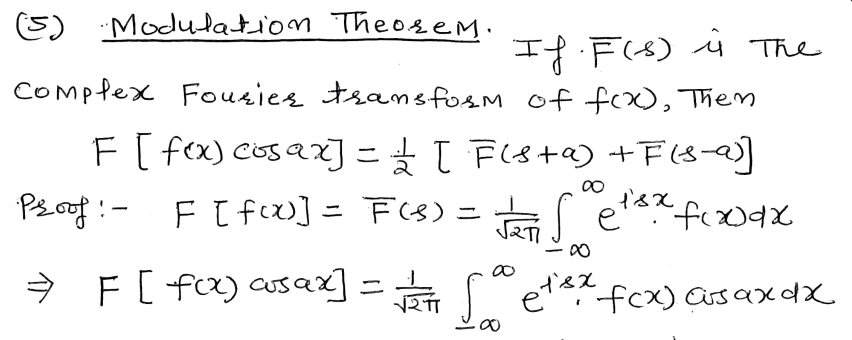 (5) Modulation Theorem. If F(s) is The
Complex Fourier transform of f(x), Then
F [ f(x) cos ax] = 1/2 [ F(s+a) + F(s-a)]
Proof :- F [ f(x)] = F(s) = 1/√2π ∫_{-∞}^{∞} e^{isx}. f(x) dx
⇒ F [ f(x) cos ax] = 1/√2π ∫_{-∞}^{∞} e^{isx}. f(x) cos ax dx